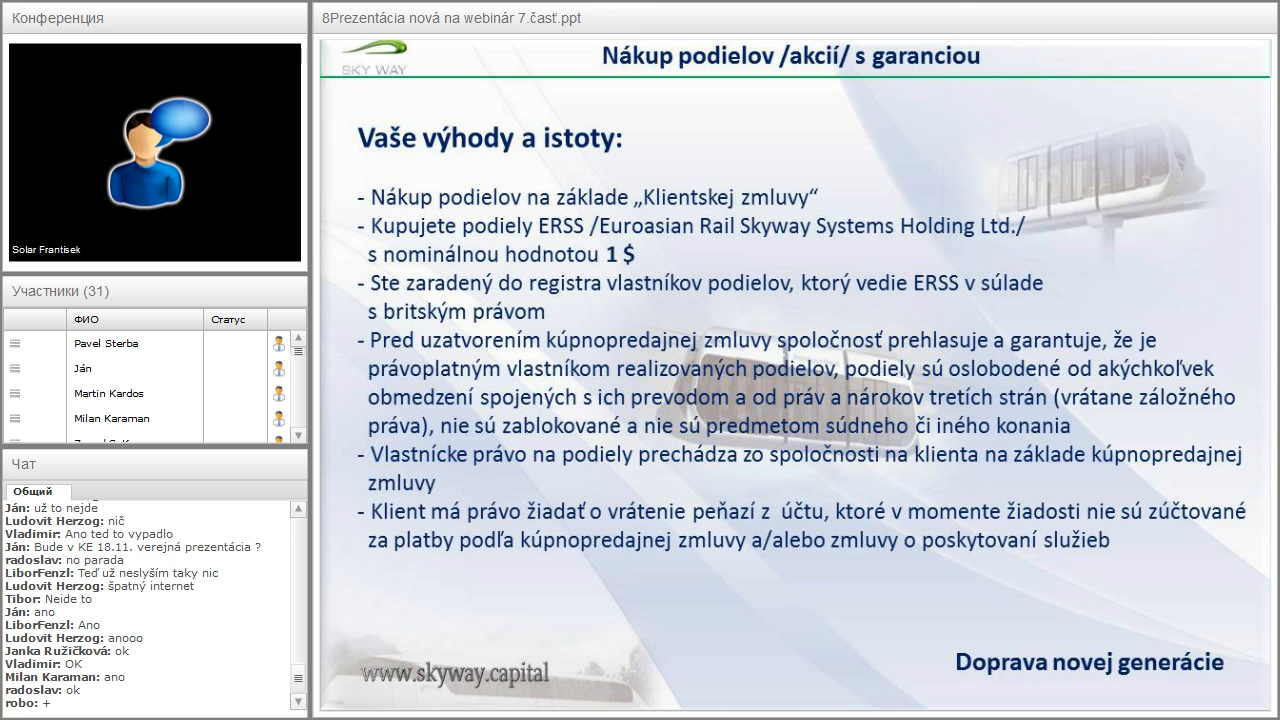 Конференция
Solar Frantisek
Участники (31)
ФИО
Статус
Pavel Sterba
Ján
Martin Kardos
Milan Karaman
Чат
Общий
Ján: už to nejde
Ludovit Herzog: nič
Vladimir: Ano ted to vypadlo
Ján: Bude v KE 18.11. verejná prezentácia ?
radoslav: no parada
LiborFenzl: Teď už neslyším taky nic
Ludovit Herzog: špatný internet
Tibor: Neide to
Ján: ano
LiborFenzl: Ano
Ludovit Herzog: anooo
Janka Ružičková: ok
Vladimir: OK
Milan Karaman: ano
radoslav: ok
robo: +
8Prezentácia nová na webinár 7.časť.ppt
SKY WAY
Nákup podielov /akcií/ s garanciou
Vaše výhody a istoty:
- Nákup podielov na základe „Klientskej zmluvy“
- Kupujete podiely ERSS /Euroasian Rail Skyway Systems Holding Ltd./
s nominálnou hodnotou 1 $
- Ste zaradený do registra vlastníkov podielov, ktorý vedie ERSS v súlade
s britským právom
- Pred uzatvorením kúpnopredajnej zmluvy spoločnosť prehlasuje a garantuje, že je
právoplatným vlastníkom realizovaných podielov, podiely sú oslobodené od akýchkoľvek
obmedzení spojených s ich prevodom a od práv a nárokov tretích strán (vrátane záložného
práva), nie sú zablokované a nie sú predmetom súdneho či iného konania
- Vlastnícke právo na podiely prechádza zo spoločnosti na klienta na základe kúpnopredajnej
zmluvy
- Klient má právo žiadať o vrátenie peňazí z účtu, ktoré v momente žiadosti nie sú zúčtované
za platby podľa kúpnopredajnej zmluvy a/alebo zmluvy o poskytovaní služieb
www.skyway.capital
Doprava novej generácie